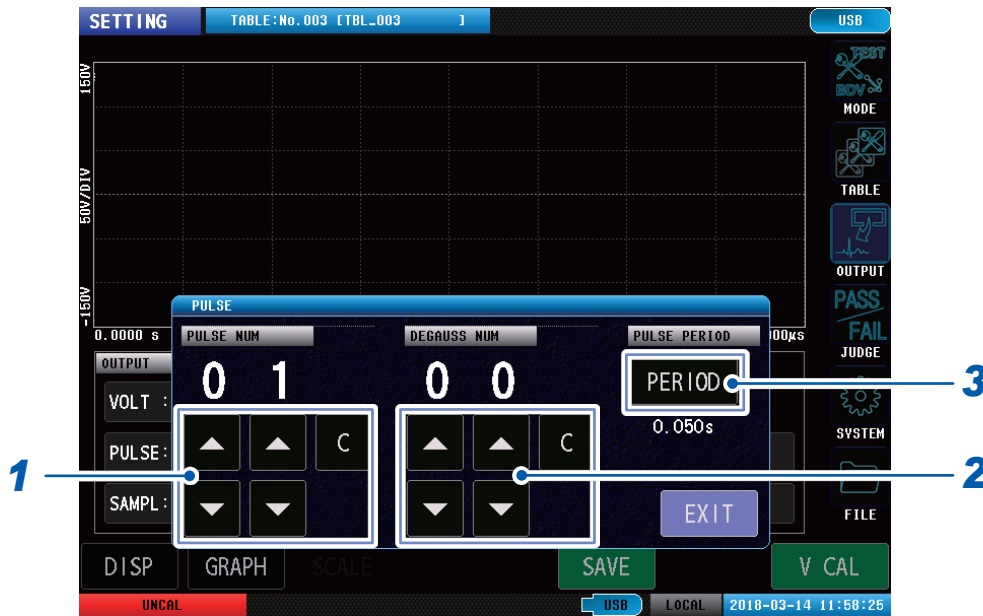 SETTING
TABLE:No.003 [TBL_003 ]
USB
150V
50V/DIV
-150V
TEST
BDV
MODE
TABLE
OUTPUT
PASS
FAIL
JUDGE
SYSTEM
FILE
0.0000 s
00µs
PULSE
PULSE NUM
DEGAUSS NUM
PULSE PERIOD
0 1
0 0
PERIOD
3
0.050s
C
C
1
2
EXIT
OUTPUT
VOLT :
PULSE:
SAMPL:
DISP
GRAPH
SCALE
SAVE
V CAL
UNCAL
USB
LOCAL
2018-03-14 11:58:25